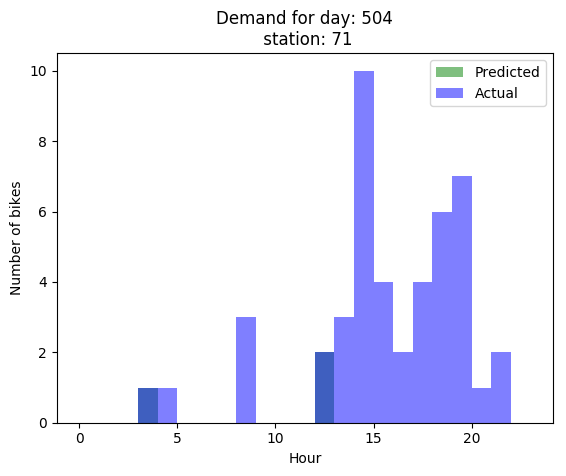 Demand for day: 504
station: 71
Predicted
Actual
Number of bikes
10
8
6
4
2
0
0 5 10 15 20
Hour